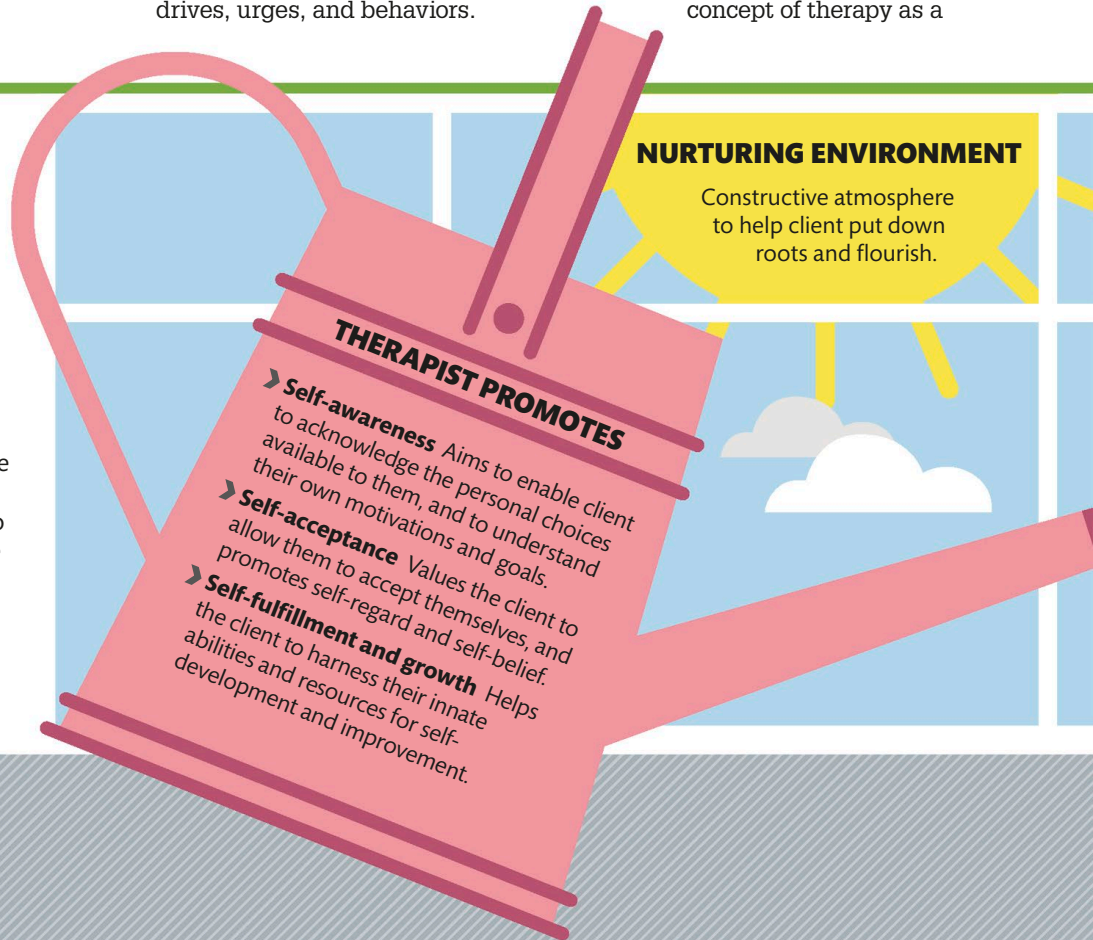 drives, urges, and behaviors.
concept of therapy as a
NURTURING ENVIRONMENT
Constructive atmosphere
to help client put down
roots and flourish.
THERAPIST PROMOTES
❯ Self-awareness Aims to enable client
to acknowledge the personal choices
available to them, and to understand
their own motivations and goals.
❯ Self-acceptance Values the client to
allow them to accept themselves, and
promotes self-regard and self-belief.
❯ Self-fulfillment and growth Helps
the client to harness their innate
abilities and resources for self-
development and improvement.